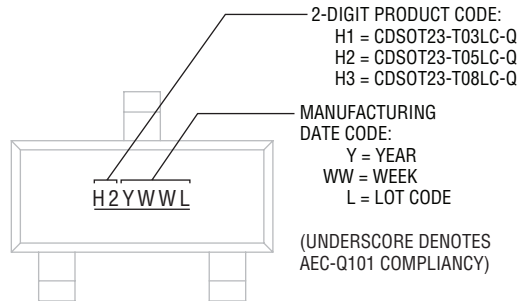 2-DIGIT PRODUCT CODE:
H1 = CDSOT23-T03LC-Q
H2 = CDSOT23-T05LC-Q
H3 = CDSOT23-T08LC-Q
MANUFACTURING
DATE CODE:
Y = YEAR
WW = WEEK
L = LOT CODE
H2YWWL
(UNDERSCORE DENOTES
AEC-Q101 COMPLIANCY)